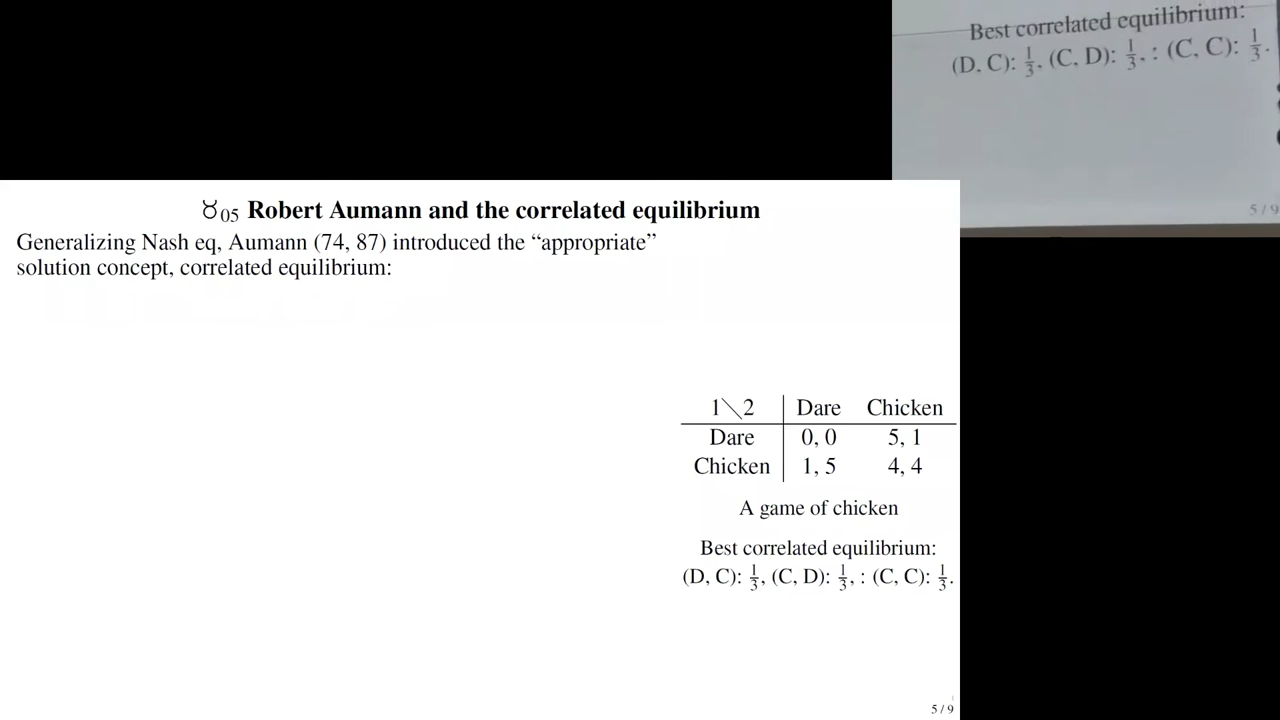 Best correlated equilibrium:
(D, C): 1/3, (C, D): 1/3, : (C, C): 1/3.
5 / 9
♉05 Robert Aumann and the correlated equilibrium
Generalizing Nash eq, Aumann (74, 87) introduced the “appropriate”
solution concept, correlated equilibrium:
1\2 Dare Chicken
Dare 0, 0 5, 1
Chicken 1, 5 4, 4
A game of chicken
Best correlated equilibrium:
(D, C): 1/3, (C, D): 1/3, : (C, C): 1/3.
5 / 9